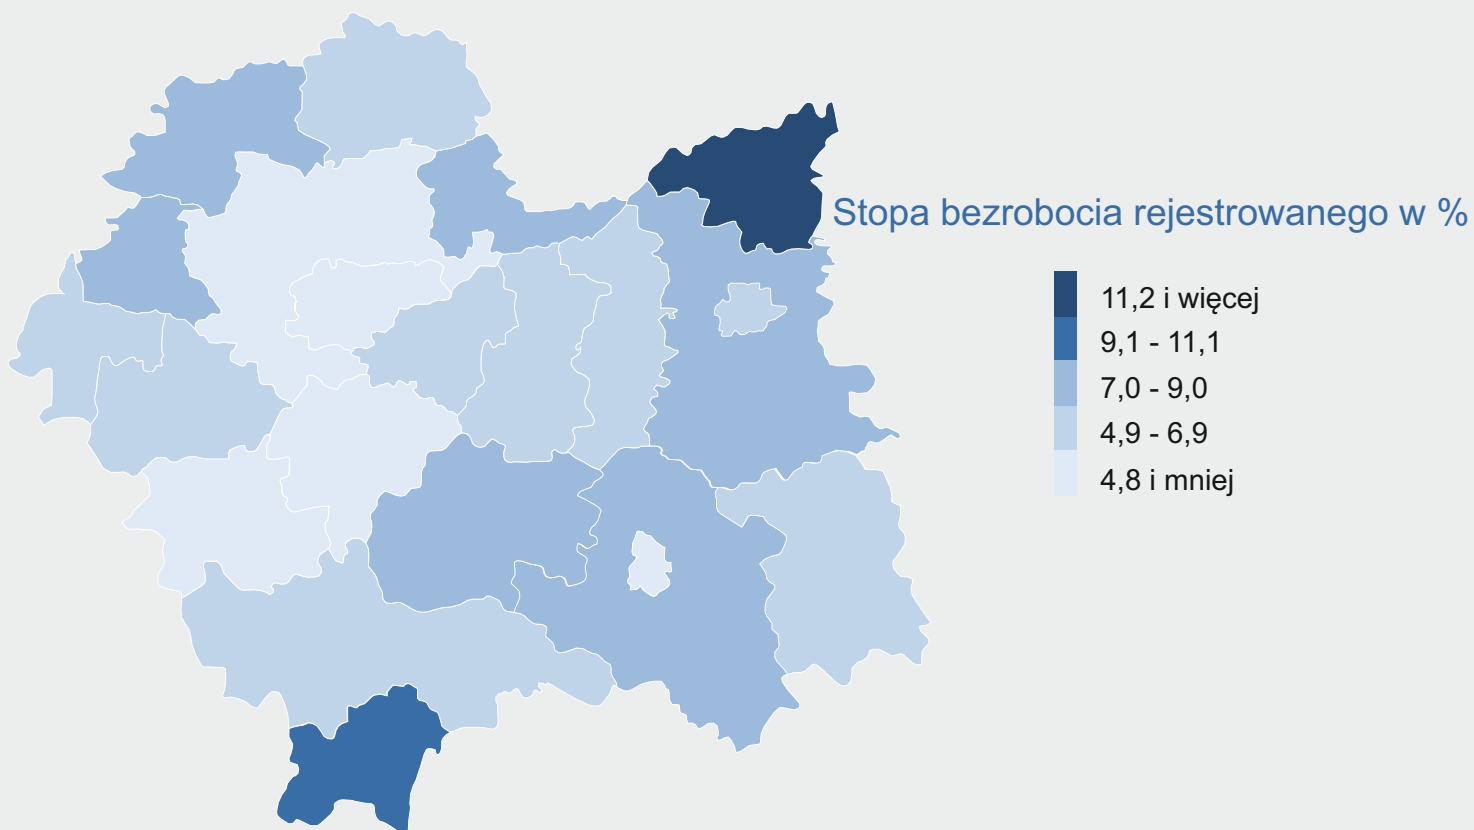 Stopa bezrobocia rejestrowanego w %
11,2 i więcej
9,1 - 11,1
7,0 - 9,0
4,9 - 6,9
4,8 i mniej